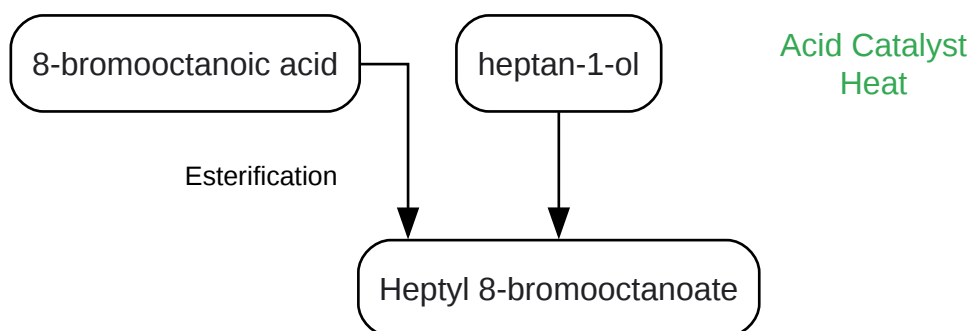 8-bromooctanoic acid
heptan-1-ol
Acid Catalyst
Heat
Esterification
Heptyl 8-bromooctanoate